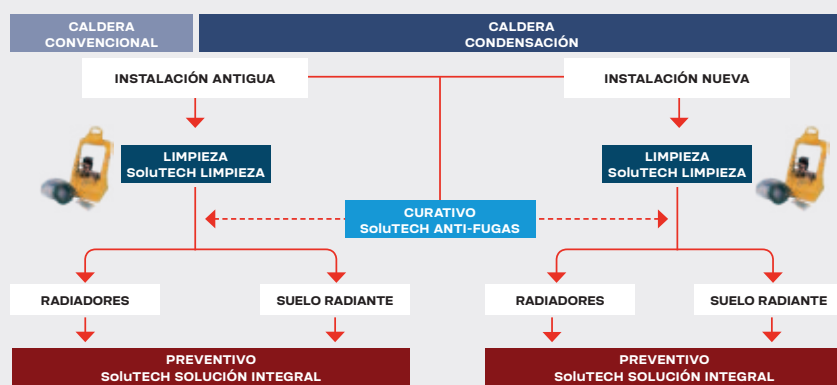 CALDERA
CONVENCIONAL
CALDERA
CONDENSACIÓN
INSTALACIÓN ANTIGUA
INSTALACIÓN NUEVA
LIMPIEZA
SoluTECH LIMPIEZA
LIMPIEZA
SoluTECH LIMPIEZA
CURATIVO
SoluTECH ANTI-FUGAS
RADIADORES
SUELO RADIANTE
RADIADORES
SUELO RADIANTE
PREVENTIVO
SoluTECH SOLUCIÓN INTEGRAL
PREVENTIVO
SoluTECH SOLUCIÓN INTEGRAL